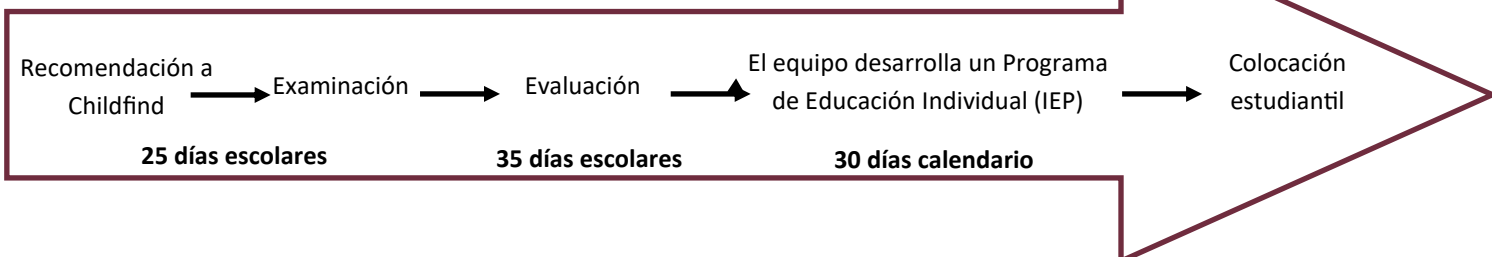 Recomendación a
Childfind
Examinación
Evaluación
El equipo desarrolla un Programa
de Educación Individual (IEP)
Colocación
estudiantil
25 días escolares
35 días escolares
30 días calendario